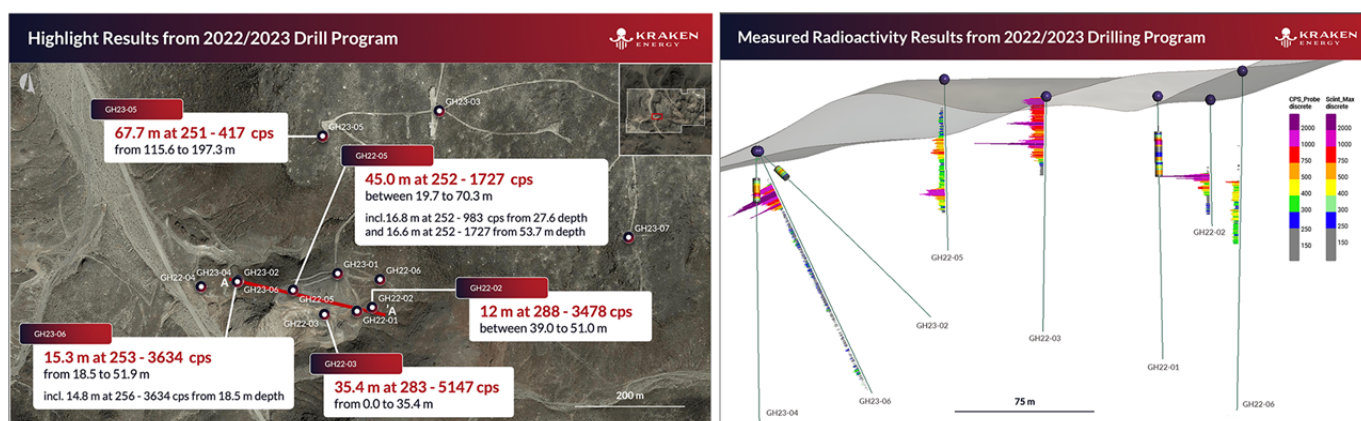 Highlight Results from 2022/2023 Drill Program
KRAKEN
ENERGY
GH23-05
67.7 m at 251 - 417 cps
from 115.6 to 197.3 m
GH23-05
GH23-03
GH22-05
45.0 m at 252 - 1727 cps
between 19.7 to 70.3 m
incl.16.8 m at 252 - 983 cps from 27.6 depth
and 16.6 m at 252 - 1727 from 53.7 m depth
GH23-07
GH22-04
GH23-04
A
GH23-02
GH23-06
GH23-01
GH22-06
GH22-05
GH22-02
'A
GH22-01
GH22-03
GH22-02
12 m at 288 - 3478 cps
between 39.0 to 51.0 m
GH23-06
15.3 m at 253 - 3634 cps
from 18.5 to 51.9 m
incl. 14.8 m at 256 - 3634 cps from 18.5 m depth
GH22-03
35.4 m at 283 - 5147 cps
from 0.0 to 35.4 m
200 m
Measured Radioactivity Results from 2022/2023 Drilling Program
KRAKEN
ENERGY
CPS_Probe
discrete
2000
1000
750
500
400
300
250
150
Scint_Max
discrete
2000
1000
750
500
400
300
250
150
GH22-02
GH22-05
GH23-02
GH22-03
GH22-01
GH23-06
GH22-06
GH23-04
75 m